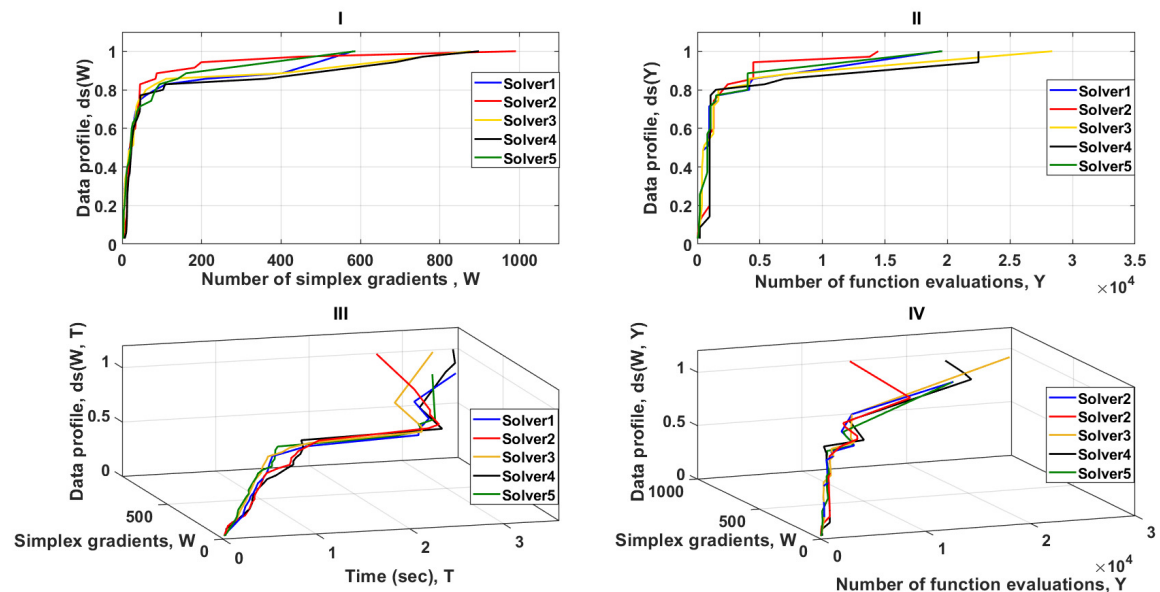 I
Data profile, ds(W)
1
0.8
0.6
0.4
0.2
0
0
200
400
600
800
1000
Number of simplex gradients , W
Solver1
Solver2
Solver3
Solver4
Solver5
II
Data profile, ds(Y)
1
0.8
0.6
0.4
0.2
0
0
0.5
1
1.5
2
2.5
3
3.5
×10⁴
Number of function evaluations, Y
Solver1
Solver2
Solver3
Solver4
Solver5
III
Data profile, ds(W, T)
1
0.5
0
500
0
Simplex gradients, W
0
1
2
3
Time (sec), T
Solver1
Solver2
Solver3
Solver4
Solver5
IV
Data profile, ds(W, Y)
1
0.5
0
1000
500
0
Simplex gradients, W
0
1
2
3
×10⁴
Number of function evaluations, Y
Solver2
Solver2
Solver3
Solver4
Solver5